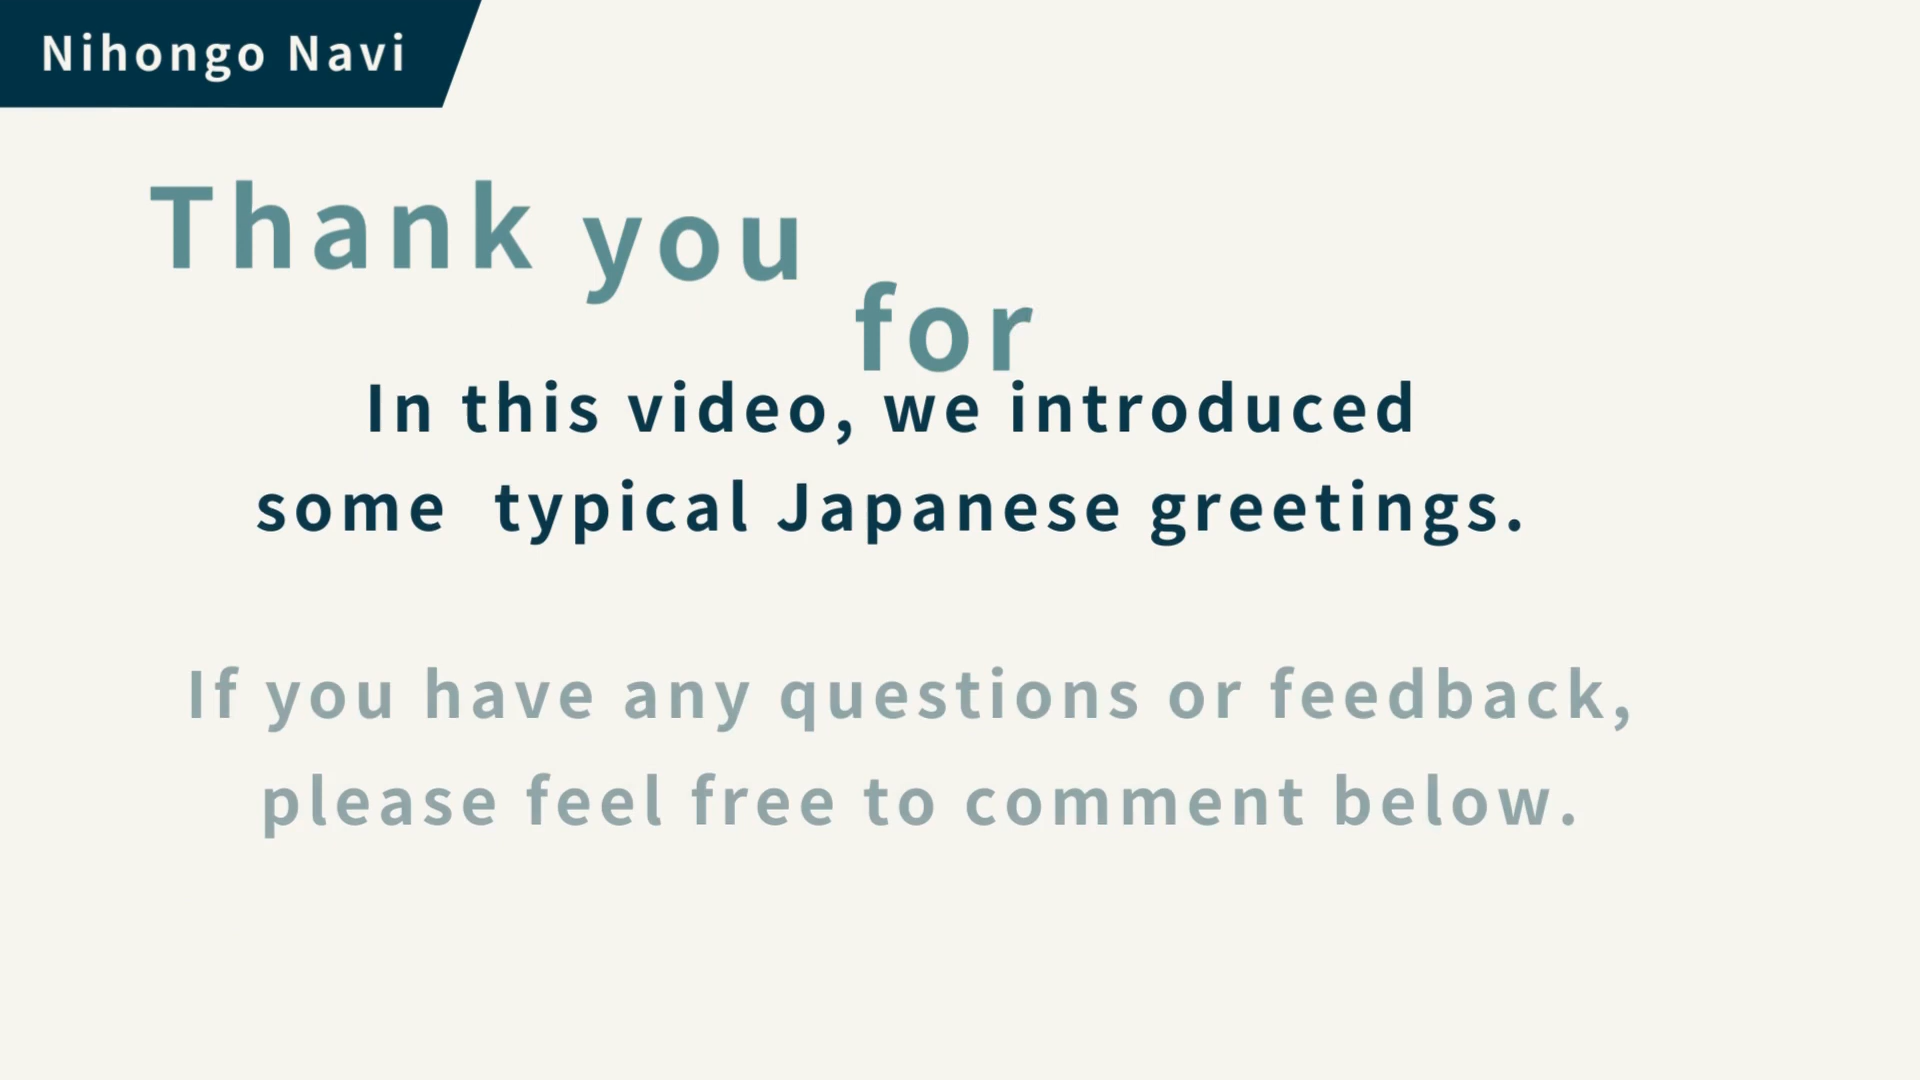 Nihongo Navi
Thank you for
In this video, we introduced
some typical Japanese greetings.
If you have any questions or feedback,
please feel free to comment below.